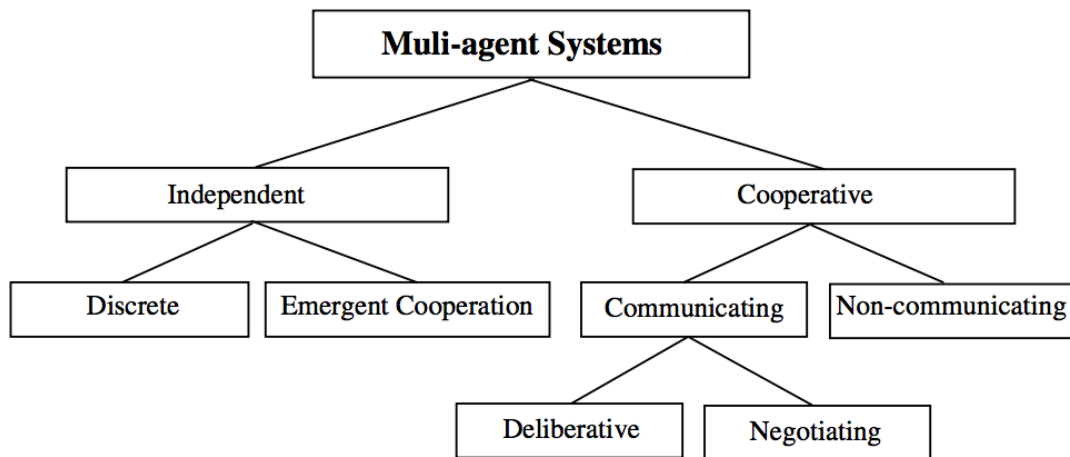 Muli-agent Systems
Independent
Cooperative
Discrete
Emergent Cooperation
Communicating
Non-communicating
Deliberative
Negotiating